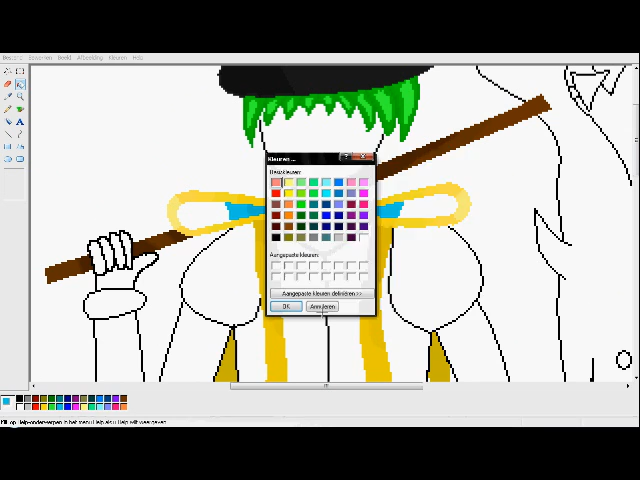 Bestand Bewerken Beeld Afbeelding Kleuren Help
Kleuren ...
Basiskleuren:
Aangepaste kleuren:
Aangepaste kleuren definiëren >>
OK Annuleren